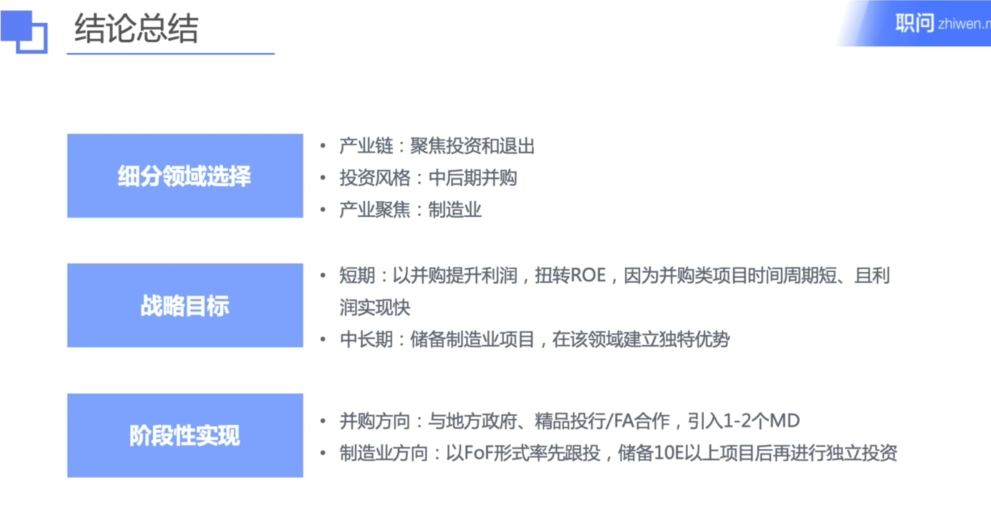 结论总结
职问 zhiwen.n
细分领域选择
• 产业链：聚焦投资和退出
• 投资风格：中后期并购
• 产业聚焦：制造业
战略目标
• 短期：以并购提升利润，扭转ROE，因为并购类项目时间周期短、且利
润实现快
• 中长期：储备制造业项目，在该领域建立独特优势
阶段性实现
• 并购方向：与地方政府、精品投行/FA合作，引入1-2个MD
• 制造业方向：以FoF形式率先跟投，储备10E以上项目后再进行独立投资